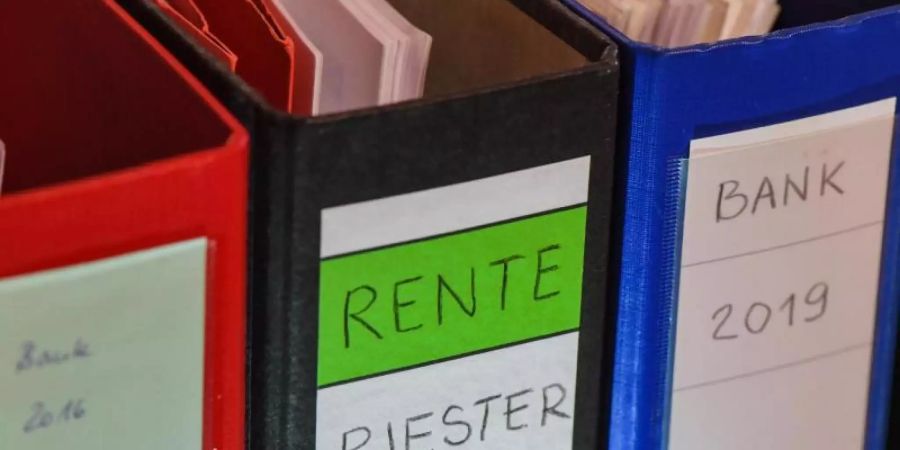 Bank
2016
RENTE
RIESTER
BANK
2019